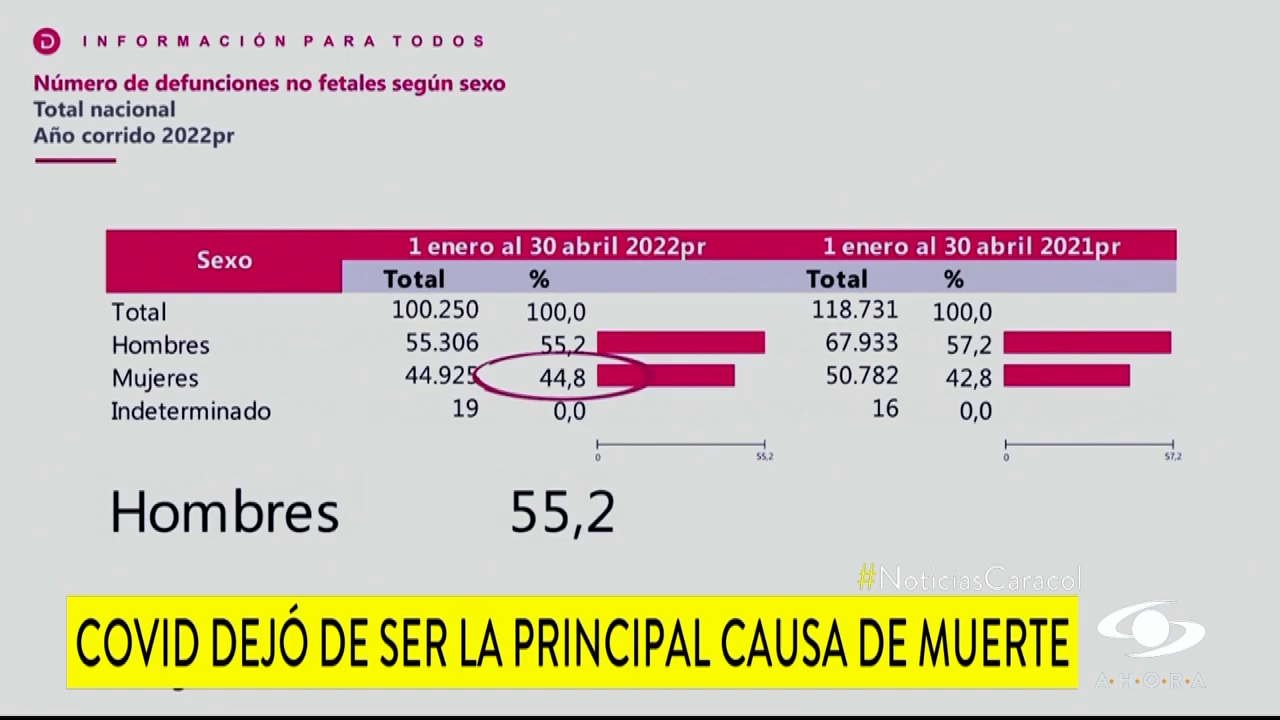 D INFORMACIÓN PARA TODOS
Número de defunciones no fetales según sexo
Total nacional
Año corrido 2022pr
Sexo 1 enero al 30 abril 2022pr 1 enero al 30 abril 2021pr
Total % Total %
Total 100.250 100,0 118.731 100,0
Hombres 55.306 55,2 67.933 57,2
Mujeres 44.925 44,8 50.782 42,8
Indeterminado 19 0,0 16 0,0
0 55,2 0 57,2
Hombres 55,2
#NoticiasCaracol
COVID DEJÓ DE SER LA PRINCIPAL CAUSA DE MUERTE
A·H·O·R·A